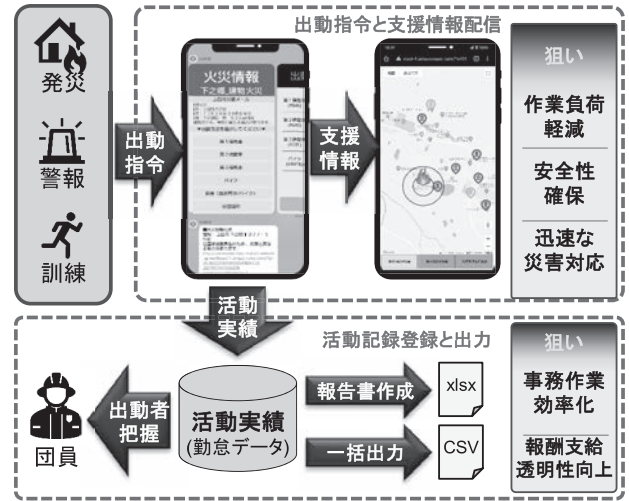 出動指令と支援情報配信
発災
警報
訓練
出動
指令
火災情報
下之郷_建物火災
支援
情報
狙い
作業負荷
軽減
安全性
確保
迅速な
災害対応
活動
実績
活動記録登録と出力
団員
出動者
把握
活動実績
(勤怠データ)
報告書作成
xlsx
一括出力
CSV
狙い
事務作業
効率化
報酬支給
透明性向上